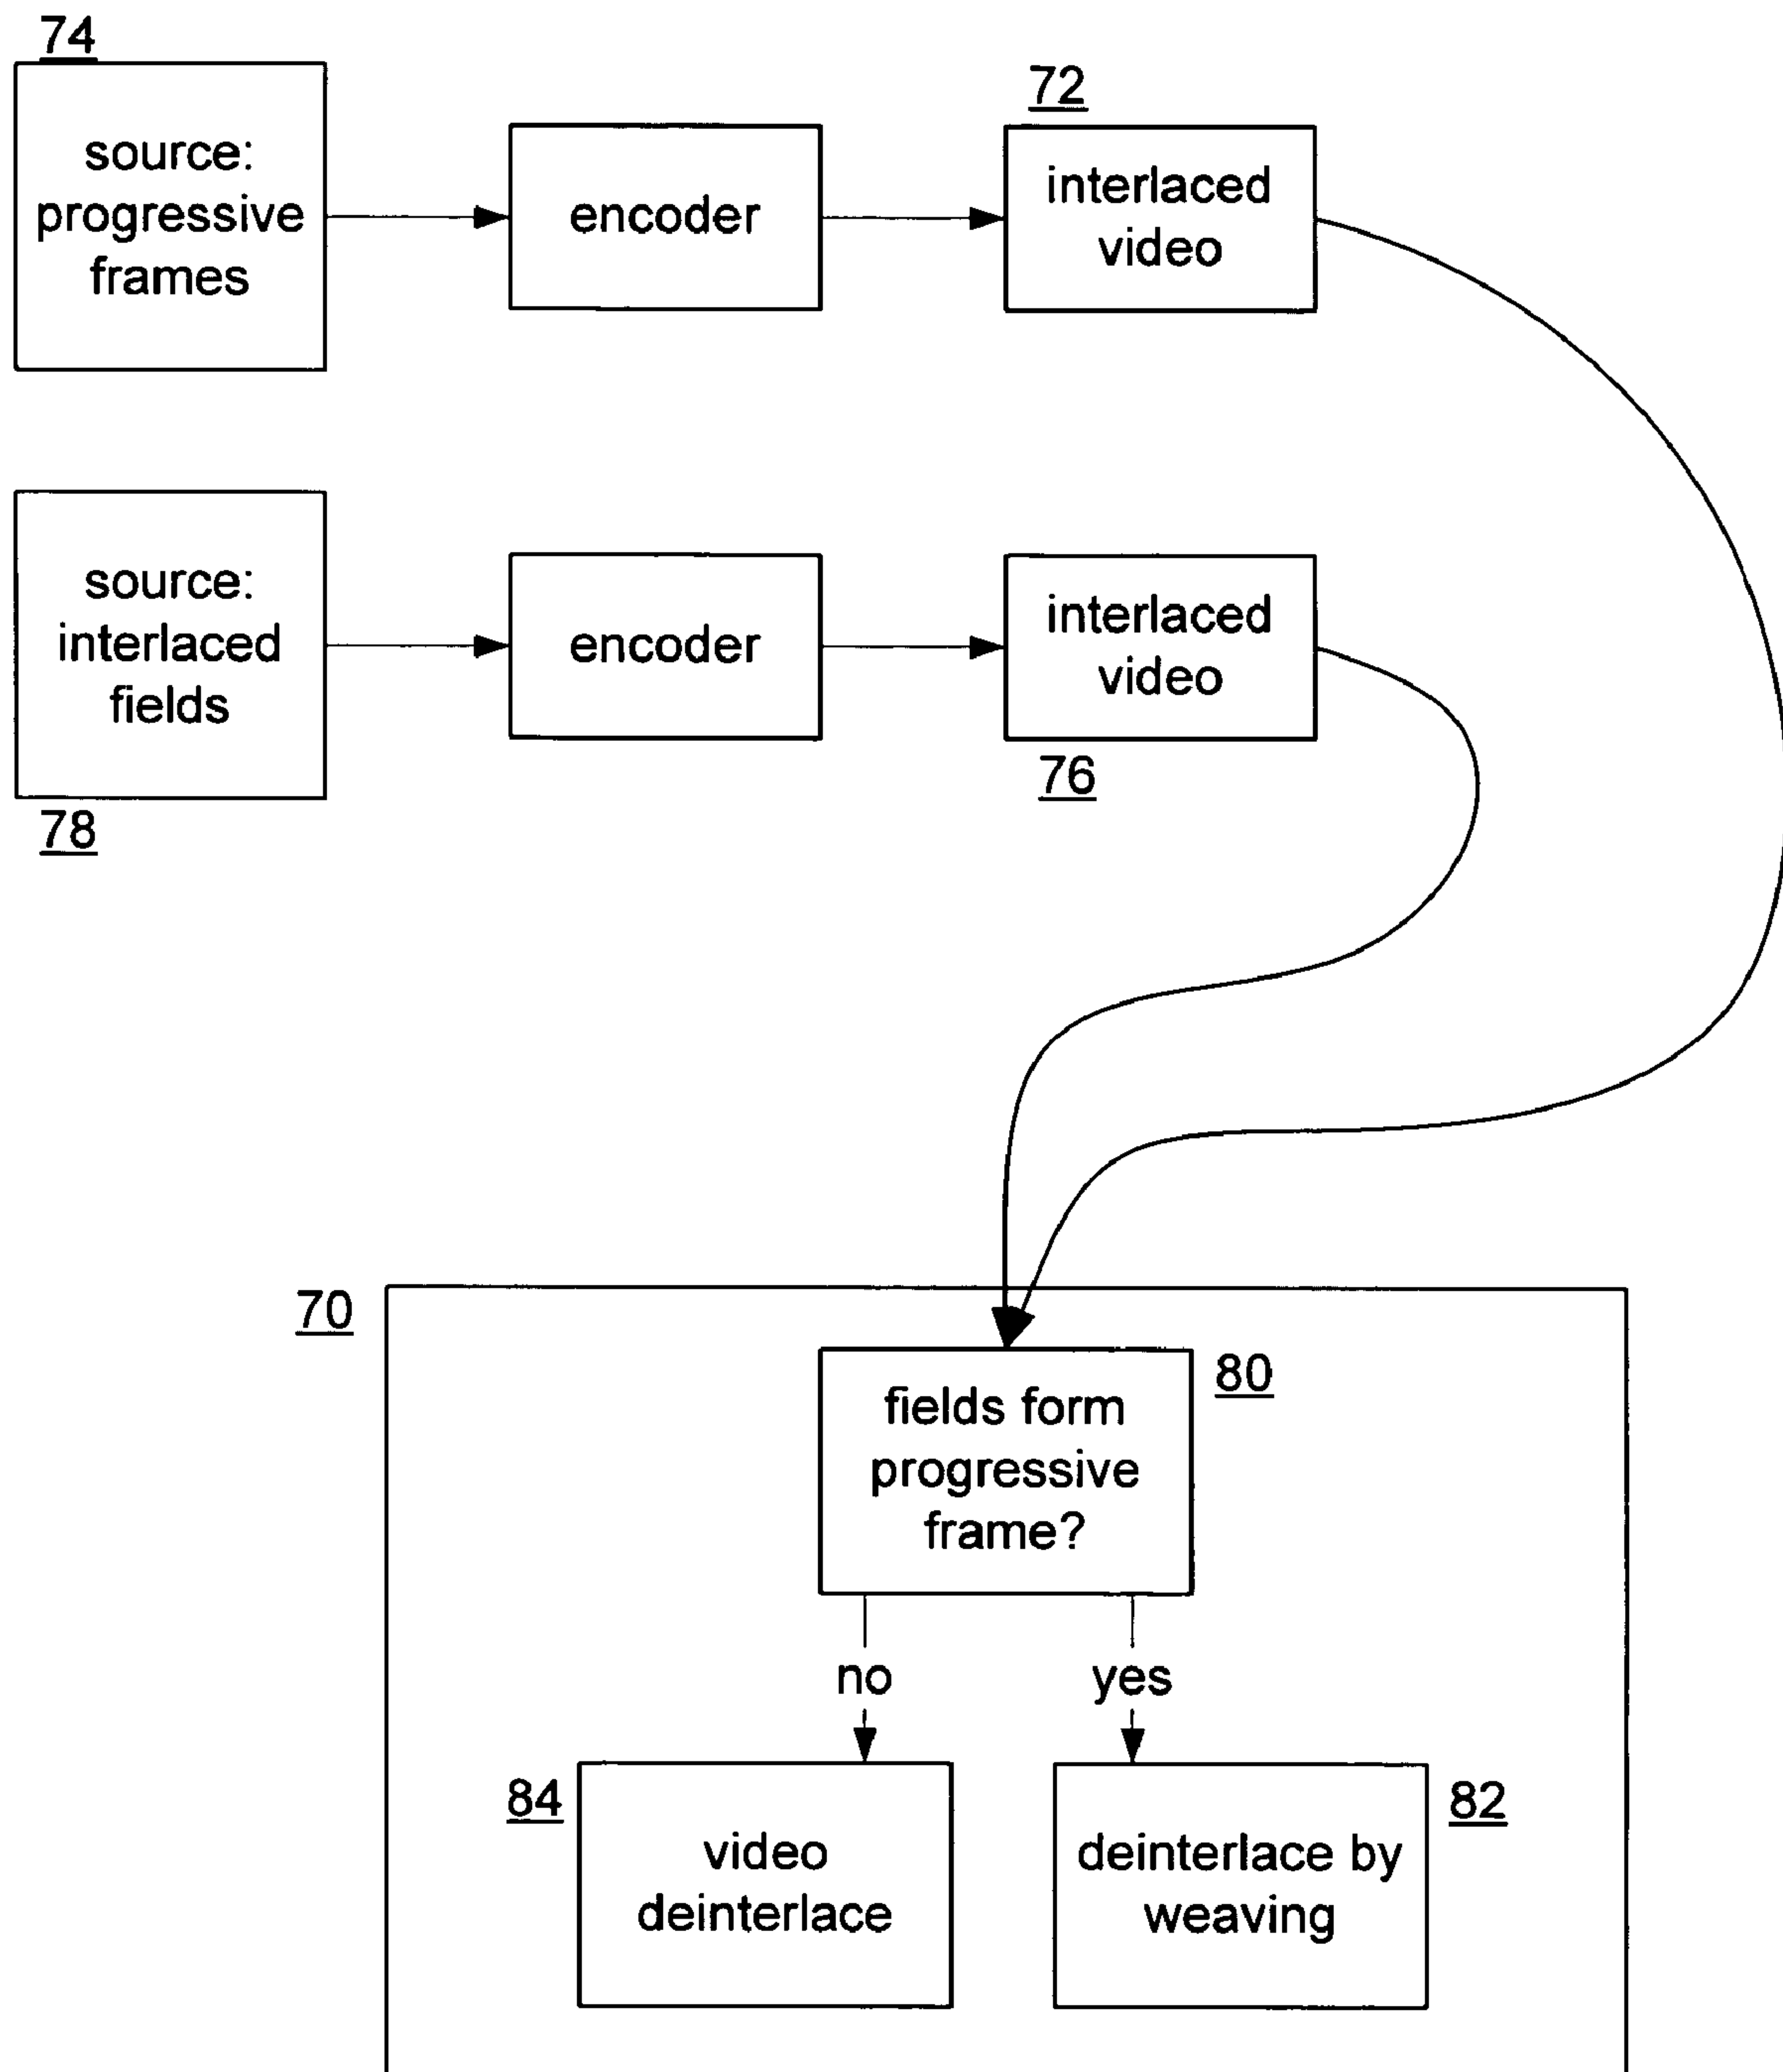 74
source:
progressive
frames
encoder
72
interlaced
video
source:
interlaced
fields
78
encoder
interlaced
video
76
70
80
fields form
progressive
frame?
no
yes
84
video
deinterlace
82
deinterlace by
weaving